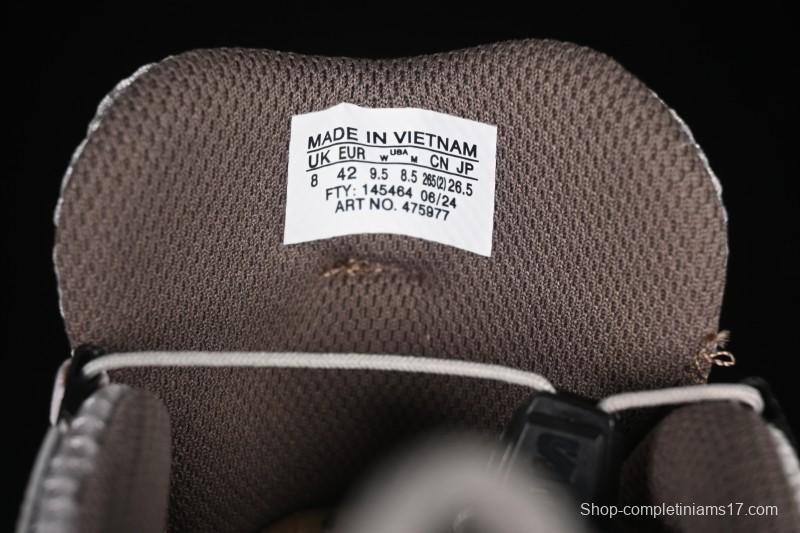 MADE IN VIETNAM
UK EUR W USA M CN JP
8 42 9.5 8.5 265(2) 26.5
FTY: 145464 06/24
ART NO. 475977
Shop-completiniams17.com